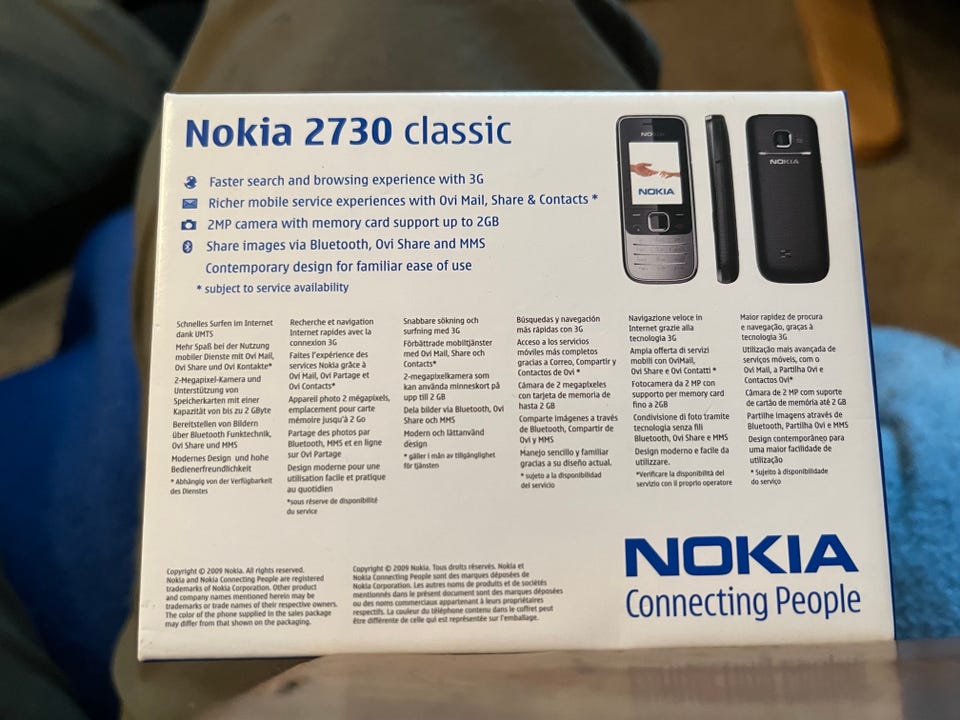 Nokia 2730 classic
Faster search and browsing experience with 3G
Richer mobile service experiences with Ovi Mail, Share & Contacts *
2MP camera with memory card support up to 2GB
Share images via Bluetooth, Ovi Share and MMS
Contemporary design for familiar ease of use
* subject to service availability
NOKIA
NOKIA
NOKIA
Schnelles Surfen im Internet
dank UMTS
Mehr Spaß bei der Nutzung
mobiler Dienste mit Ovi Mail,
Ovi Share und Ovi Kontakte*
2-Megapixel-Kamera und
Unterstützung von
Speicherkarten mit einer
Kapazität von bis zu 2 GByte
Bereitstellen von Bildern
über Bluetooth Funktechnik,
Ovi Share und MMS
Modernes Design und hohe
Bedienerfreundlichkeit
* Abhängig von der Verfügbarkeit
des Dienstes
Recherche et navigation
Internet rapides avec la
connexion 3G
Faites l'expérience des
services Nokia grâce à
Ovi Mail, Ovi Partage et
Ovi Contacts*
Appareil photo 2 mégapixels,
emplacement pour carte
mémoire jusqu'à 2 Go
Partage des photos par
Bluetooth, MMS et en ligne
sur Ovi Partage
Design moderne pour une
utilisation facile et pratique
au quotidien
*sous réserve de disponibilité
du service
Snabbare sökning och
surfning med 3G
Förbättrade mobiltjänster
med Ovi Mail, Share och
Contacts*
2-megapixelkamera som
kan använda minneskort på
upp till 2 GB
Dela bilder via Bluetooth, Ovi
Share och MMS
Modern och lättanvänd
design
* gäller i mån av tillgänglighet
för tjänsten
Búsquedas y navegación
más rápidas con 3G
Acceso a los servicios
móviles más completos
gracias a Correo, Compartir y
Contactos de Ovi *
Cámara de 2 megapíxeles
con tarjeta de memoria de
hasta 2 GB
Comparte imágenes a través
de Bluetooth, Compartir de
Ovi y MMS
Manejo sencillo y familiar
gracias a su diseño actual.
* sujeto a la disponibilidad
del servicio
Navigazione veloce in
Internet grazie alla
tecnologia 3G
Ampia offerta di servizi
mobili con OviMail,
Ovi Share e Ovi Contatti *
Fotocamera da 2 MP con
supporto per memory card
fino a 2GB
Condivisione di foto tramite
tecnologia senza fili
Bluetooth, Ovi Share e MMS
Design moderno e facile da
utilizzare.
*Verificare la disponibilità del
servizio con il proprio operatore
Maior rapidez de procura
e navegação, graças à
tecnologia 3G
Utilização mais avançada de
serviços móveis, com o
Ovi Mail, a Partilha Ovi e
Contactos Ovi*
Câmara de 2 MP com suporte
de cartão de memória até 2 GB
Partilhe imagens através de
Bluetooth, Partilha Ovi e MMS
Design contemporâneo para
uma maior facilidade de
utilização
* Sujeito à disponibilidade
do serviço
Copyright © 2009 Nokia. All rights reserved.
Nokia and Nokia Connecting People are registered
trademarks of Nokia Corporation. Other product
and company names mentioned herein may be
trademarks or trade names of their respective owners.
The color of the phone supplied in the sales package
may differ from that shown on the packaging.
Copyright © 2009 Nokia. Tous droits réservés. Nokia et
Nokia Connecting People sont des marques déposées de
Nokia Corporation. Les autres noms de produits et de sociétés
mentionnés dans le présent document sont des marques déposées
ou des noms commerciaux appartenant à leurs propriétaires
respectifs. La couleur du téléphone contenu dans le coffret peut
être différente de celle qui est représentée sur l'emballage.
NOKIA
Connecting People